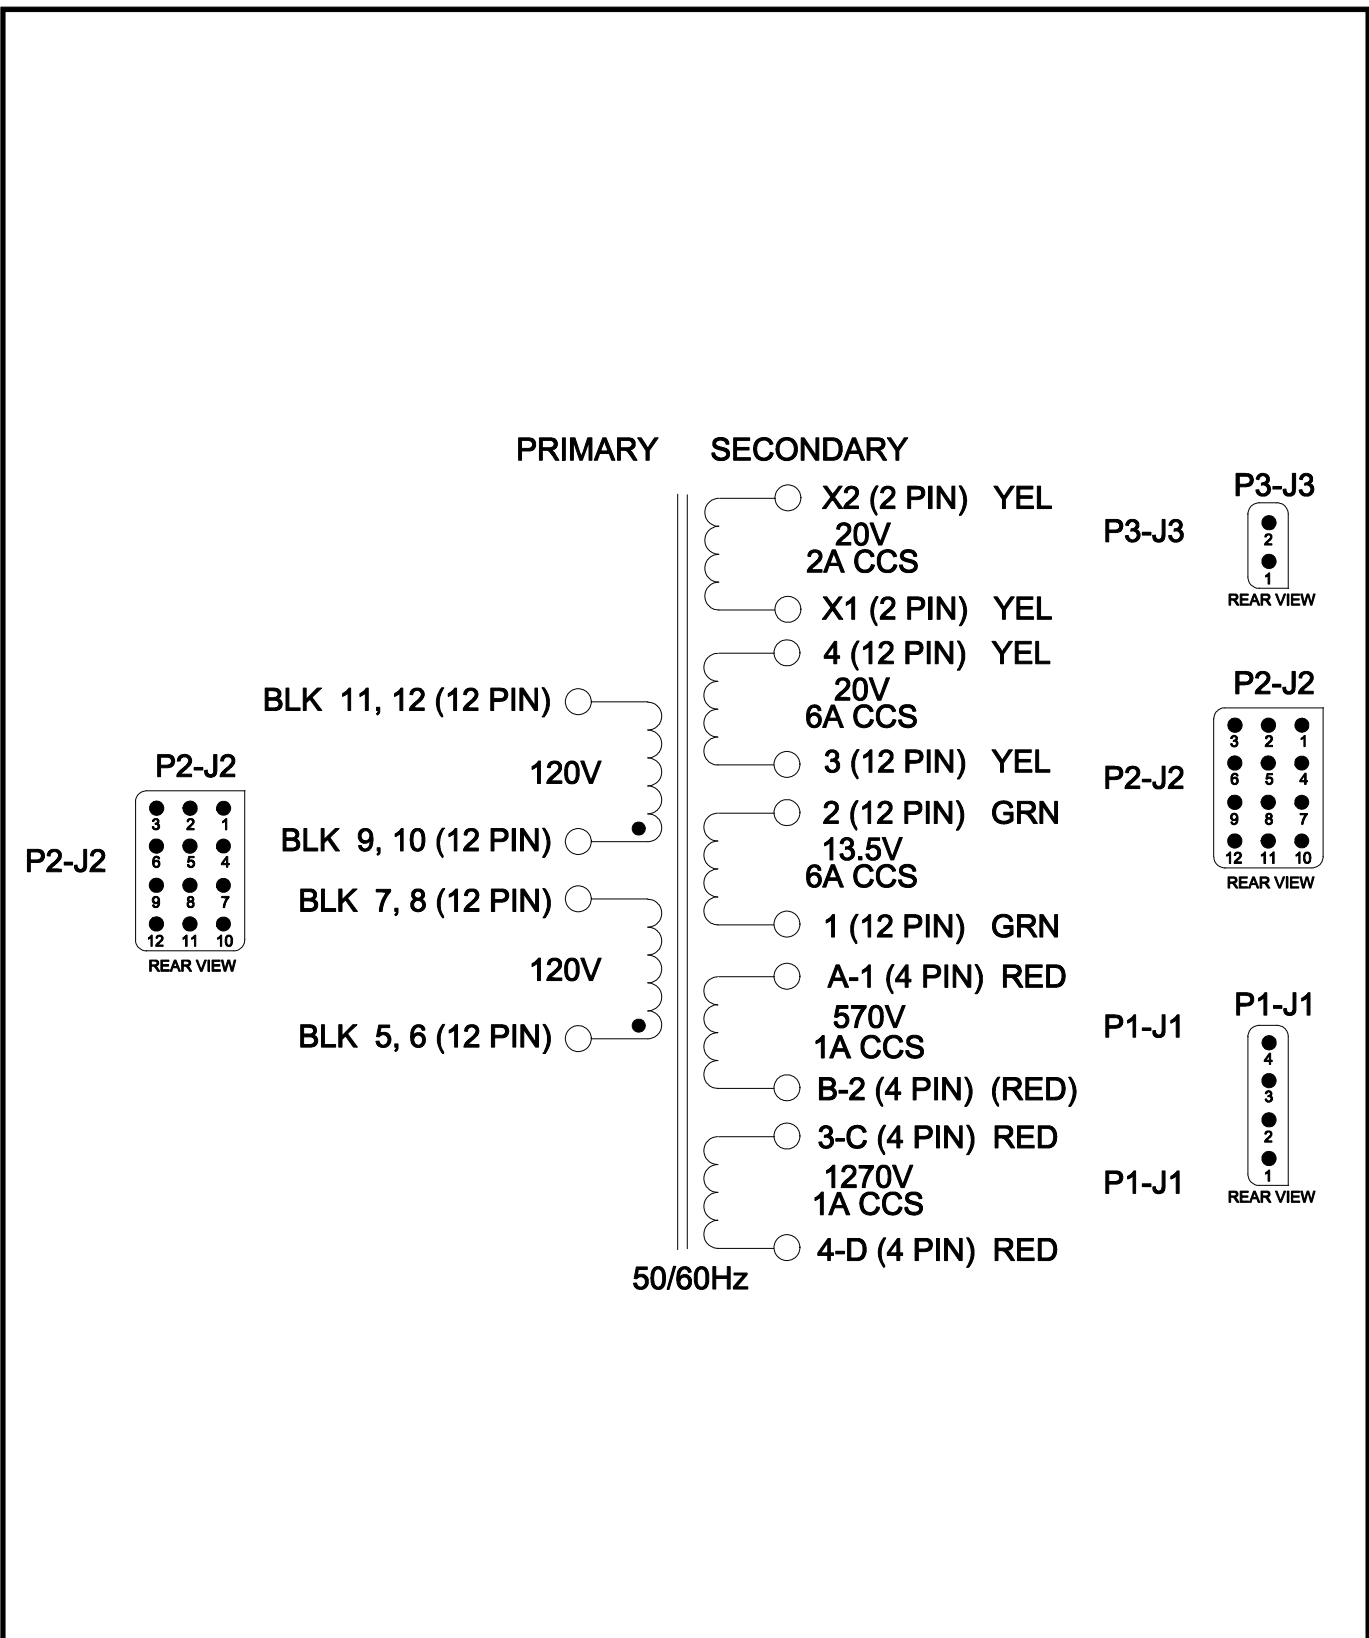 PRIMARY SECONDARY
X2 (2 PIN) YEL
20V
2A CCS
X1 (2 PIN) YEL
P3-J3
P3-J3
2
1
REAR VIEW
4 (12 PIN) YEL
20V
6A CCS
3 (12 PIN) YEL
2 (12 PIN) GRN
13.5V
6A CCS
1 (12 PIN) GRN
P2-J2
P2-J2
3 2 1
6 5 4
9 8 7
12 11 10
REAR VIEW
BLK 11, 12 (12 PIN)
120V
BLK 9, 10 (12 PIN)
BLK 7, 8 (12 PIN)
120V
BLK 5, 6 (12 PIN)
P2-J2
P2-J2
3 2 1
6 5 4
9 8 7
12 11 10
REAR VIEW
A-1 (4 PIN) RED
570V
1A CCS
B-2 (4 PIN) (RED)
P1-J1
3-C (4 PIN) RED
1270V
1A CCS
4-D (4 PIN) RED
P1-J1
P1-J1
4
3
2
1
REAR VIEW
50/60Hz